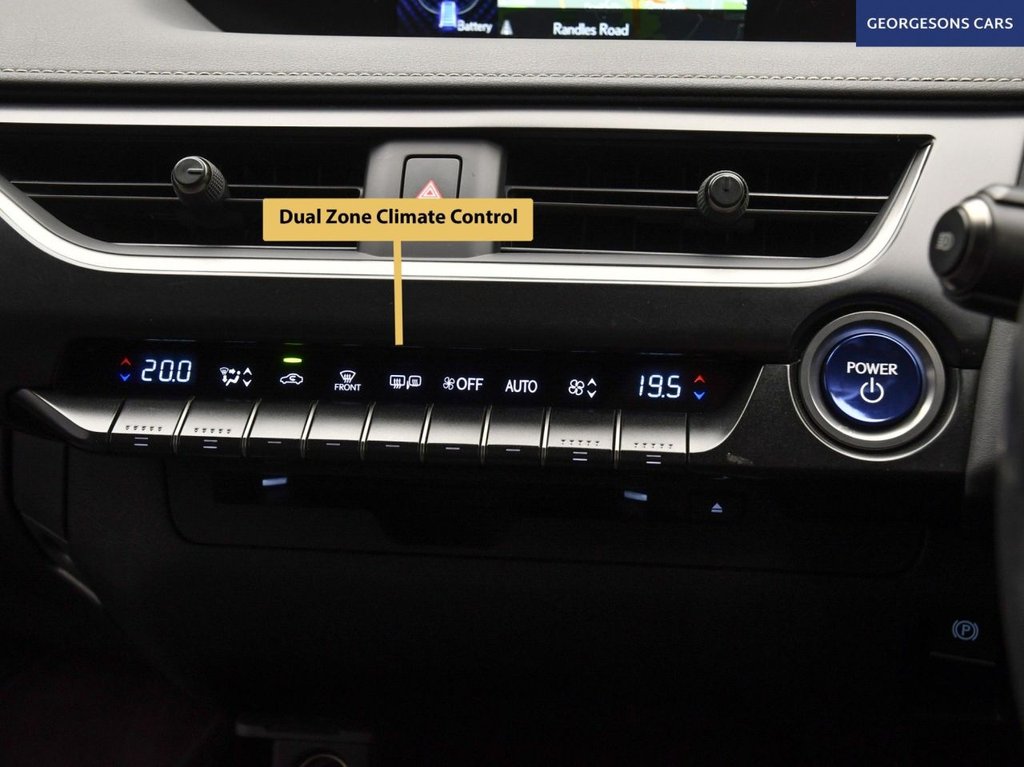 GEORGESONS CARS
Battery
Randles Road
Dual Zone Climate Control
20.0
FRONT
OFF
AUTO
19.5
POWER
P